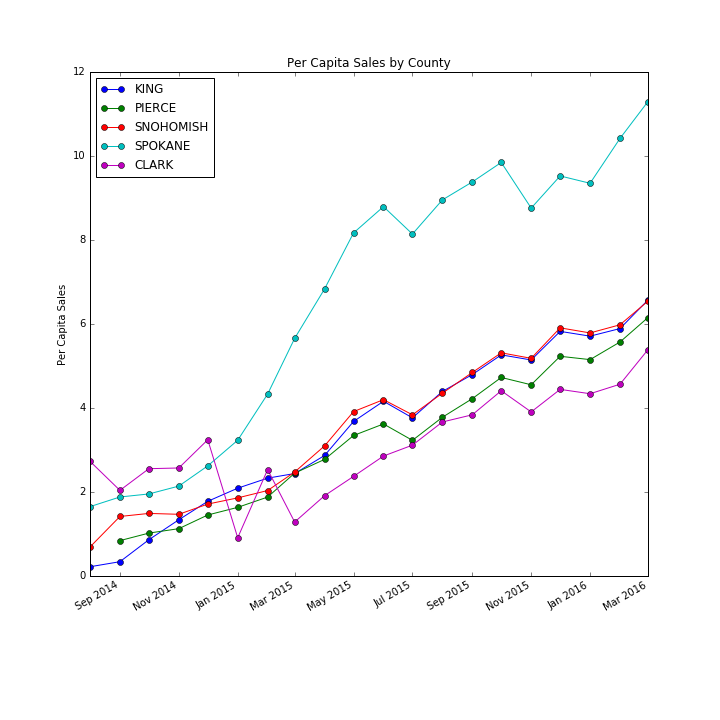 Per Capita Sales by County
12
10
8
6
4
2
0
Per Capita Sales
KING
PIERCE
SNOHOMISH
SPOKANE
CLARK
Sep 2014
Nov 2014
Jan 2015
Mar 2015
May 2015
Jul 2015
Sep 2015
Nov 2015
Jan 2016
Mar 2016